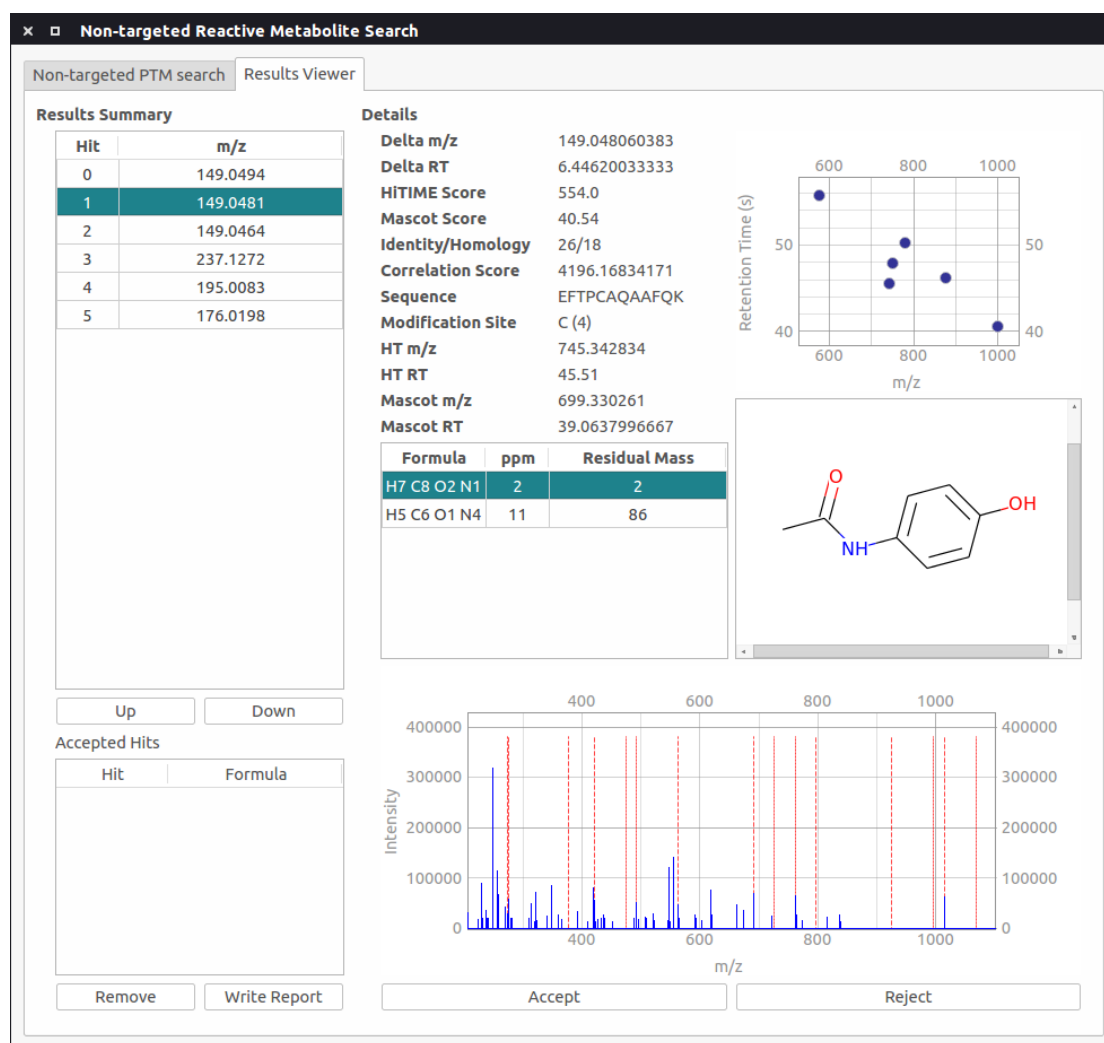 Non-targeted Reactive Metabolite Search
Non-targeted PTM search Results Viewer
Results Summary
Hit m/z
0 149.0494
1 149.0481
2 149.0464
3 237.1272
4 195.0083
5 176.0198
Up Down
Accepted Hits
Hit Formula
Remove Write Report
Details
Delta m/z 149.048060383
Delta RT 6.44620033333
HiTIME Score 554.0
Mascot Score 40.54
Identity/Homology 26/18
Correlation Score 4196.16834171
Sequence EFTPCAQAAFQK
Modification Site C (4)
HT m/z 745.342834
HT RT 45.51
Mascot m/z 699.330261
Mascot RT 39.0637996667
Formula ppm Residual Mass
H7 C8 O2 N1 2 2
H5 C6 O1 N4 11 86
600 800 1000
Retention Time (s)
50 50
40 40
600 800 1000
m/z
O
OH
NH
400 600 800 1000
400000 400000
300000 300000
Intensity
200000 200000
100000 100000
0 0
400 600 800 1000
m/z
Accept Reject